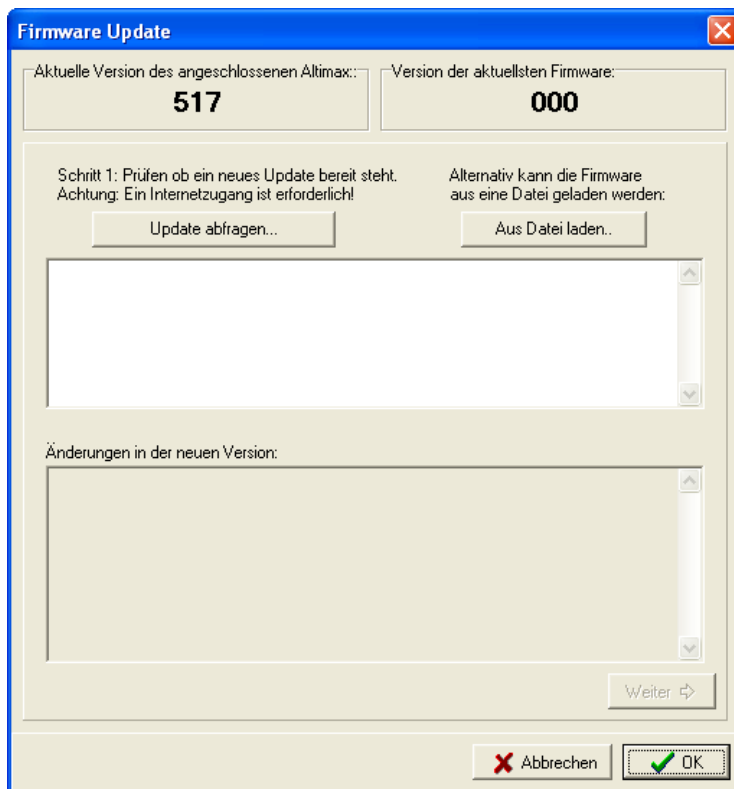 Firmware Update
Aktuelle Version des angeschlossenen Altimax::
517
Version der aktuellsten Firmware:
000
Schritt 1: Prüfen ob ein neues Update bereit steht.
Achtung: Ein Internetzugang ist erforderlich!
Update abfragen...
Alternativ kann die Firmware
aus eine Datei geladen werden:
Aus Datei laden..
Änderungen in der neuen Version:
Weiter
Abbrechen
OK